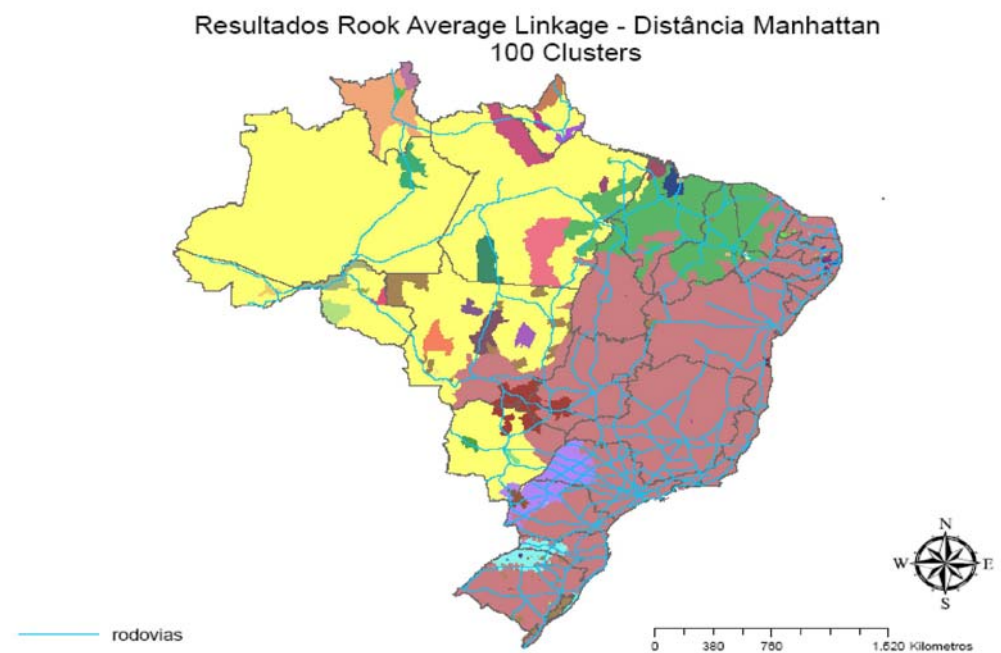 Resultados Rook Average Linkage - Distância Manhattan
100 Clusters
N
W
E
S
rodovias
0 380 760 1.520 Kilometros